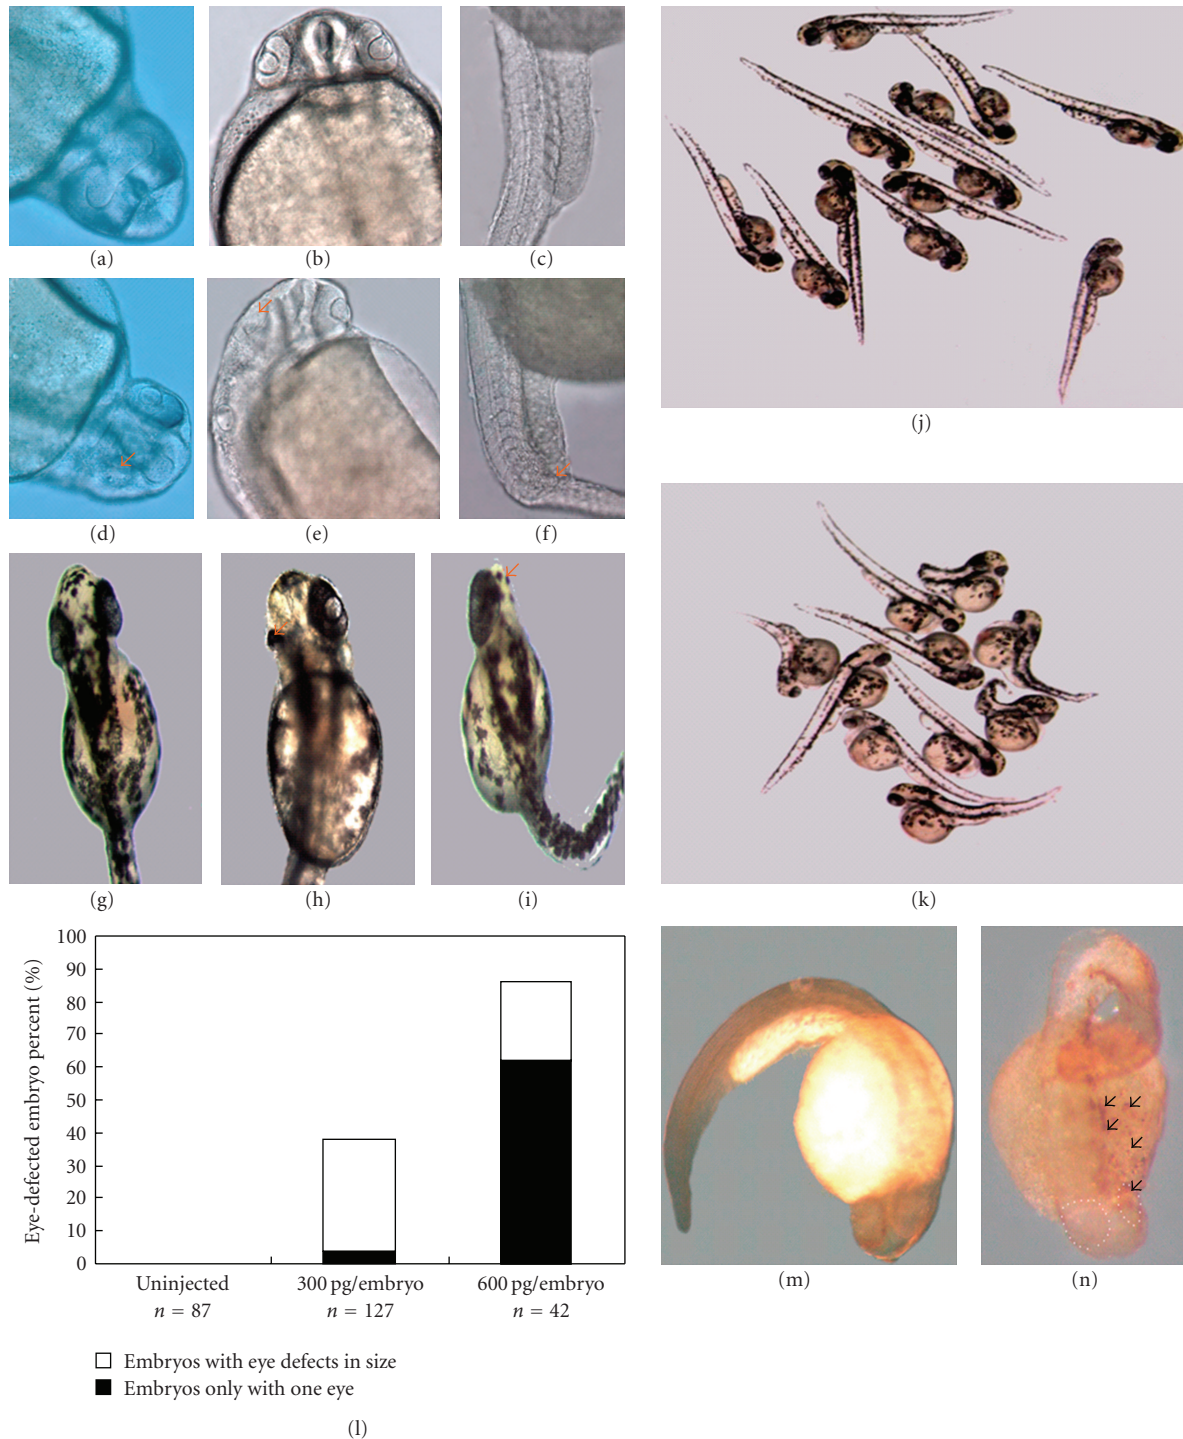 (a)
(b)
(c)
(d)
(e)
(f)
(g)
(h)
(i)
(j)
(k)
Eye-defected embryo percent (%)
100
90
80
70
60
50
40
30
20
10
0
Uninjected
n = 87
300 pg/embryo
n = 127
600 pg/embryo
n = 42
Embryos with eye defects in size
Embryos only with one eye
(l)
(m)
(n)